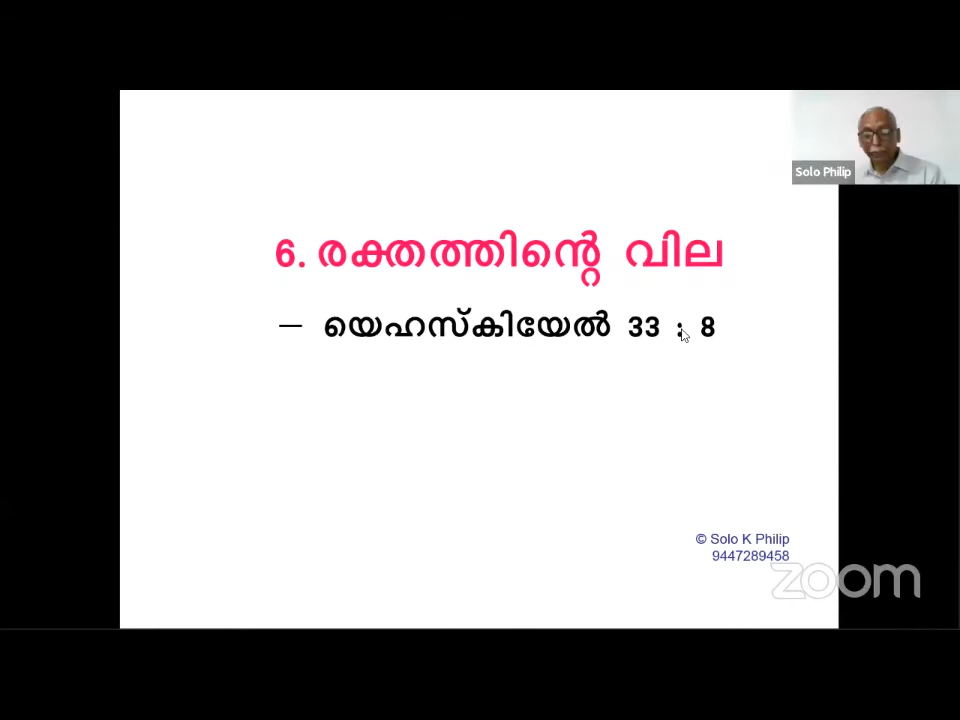 Solo Philip
6. രക്തത്തിന്റെ വില
– യെഹസ്കിയേൽ 33 : 8
© Solo K Philip
9447289458
zoom